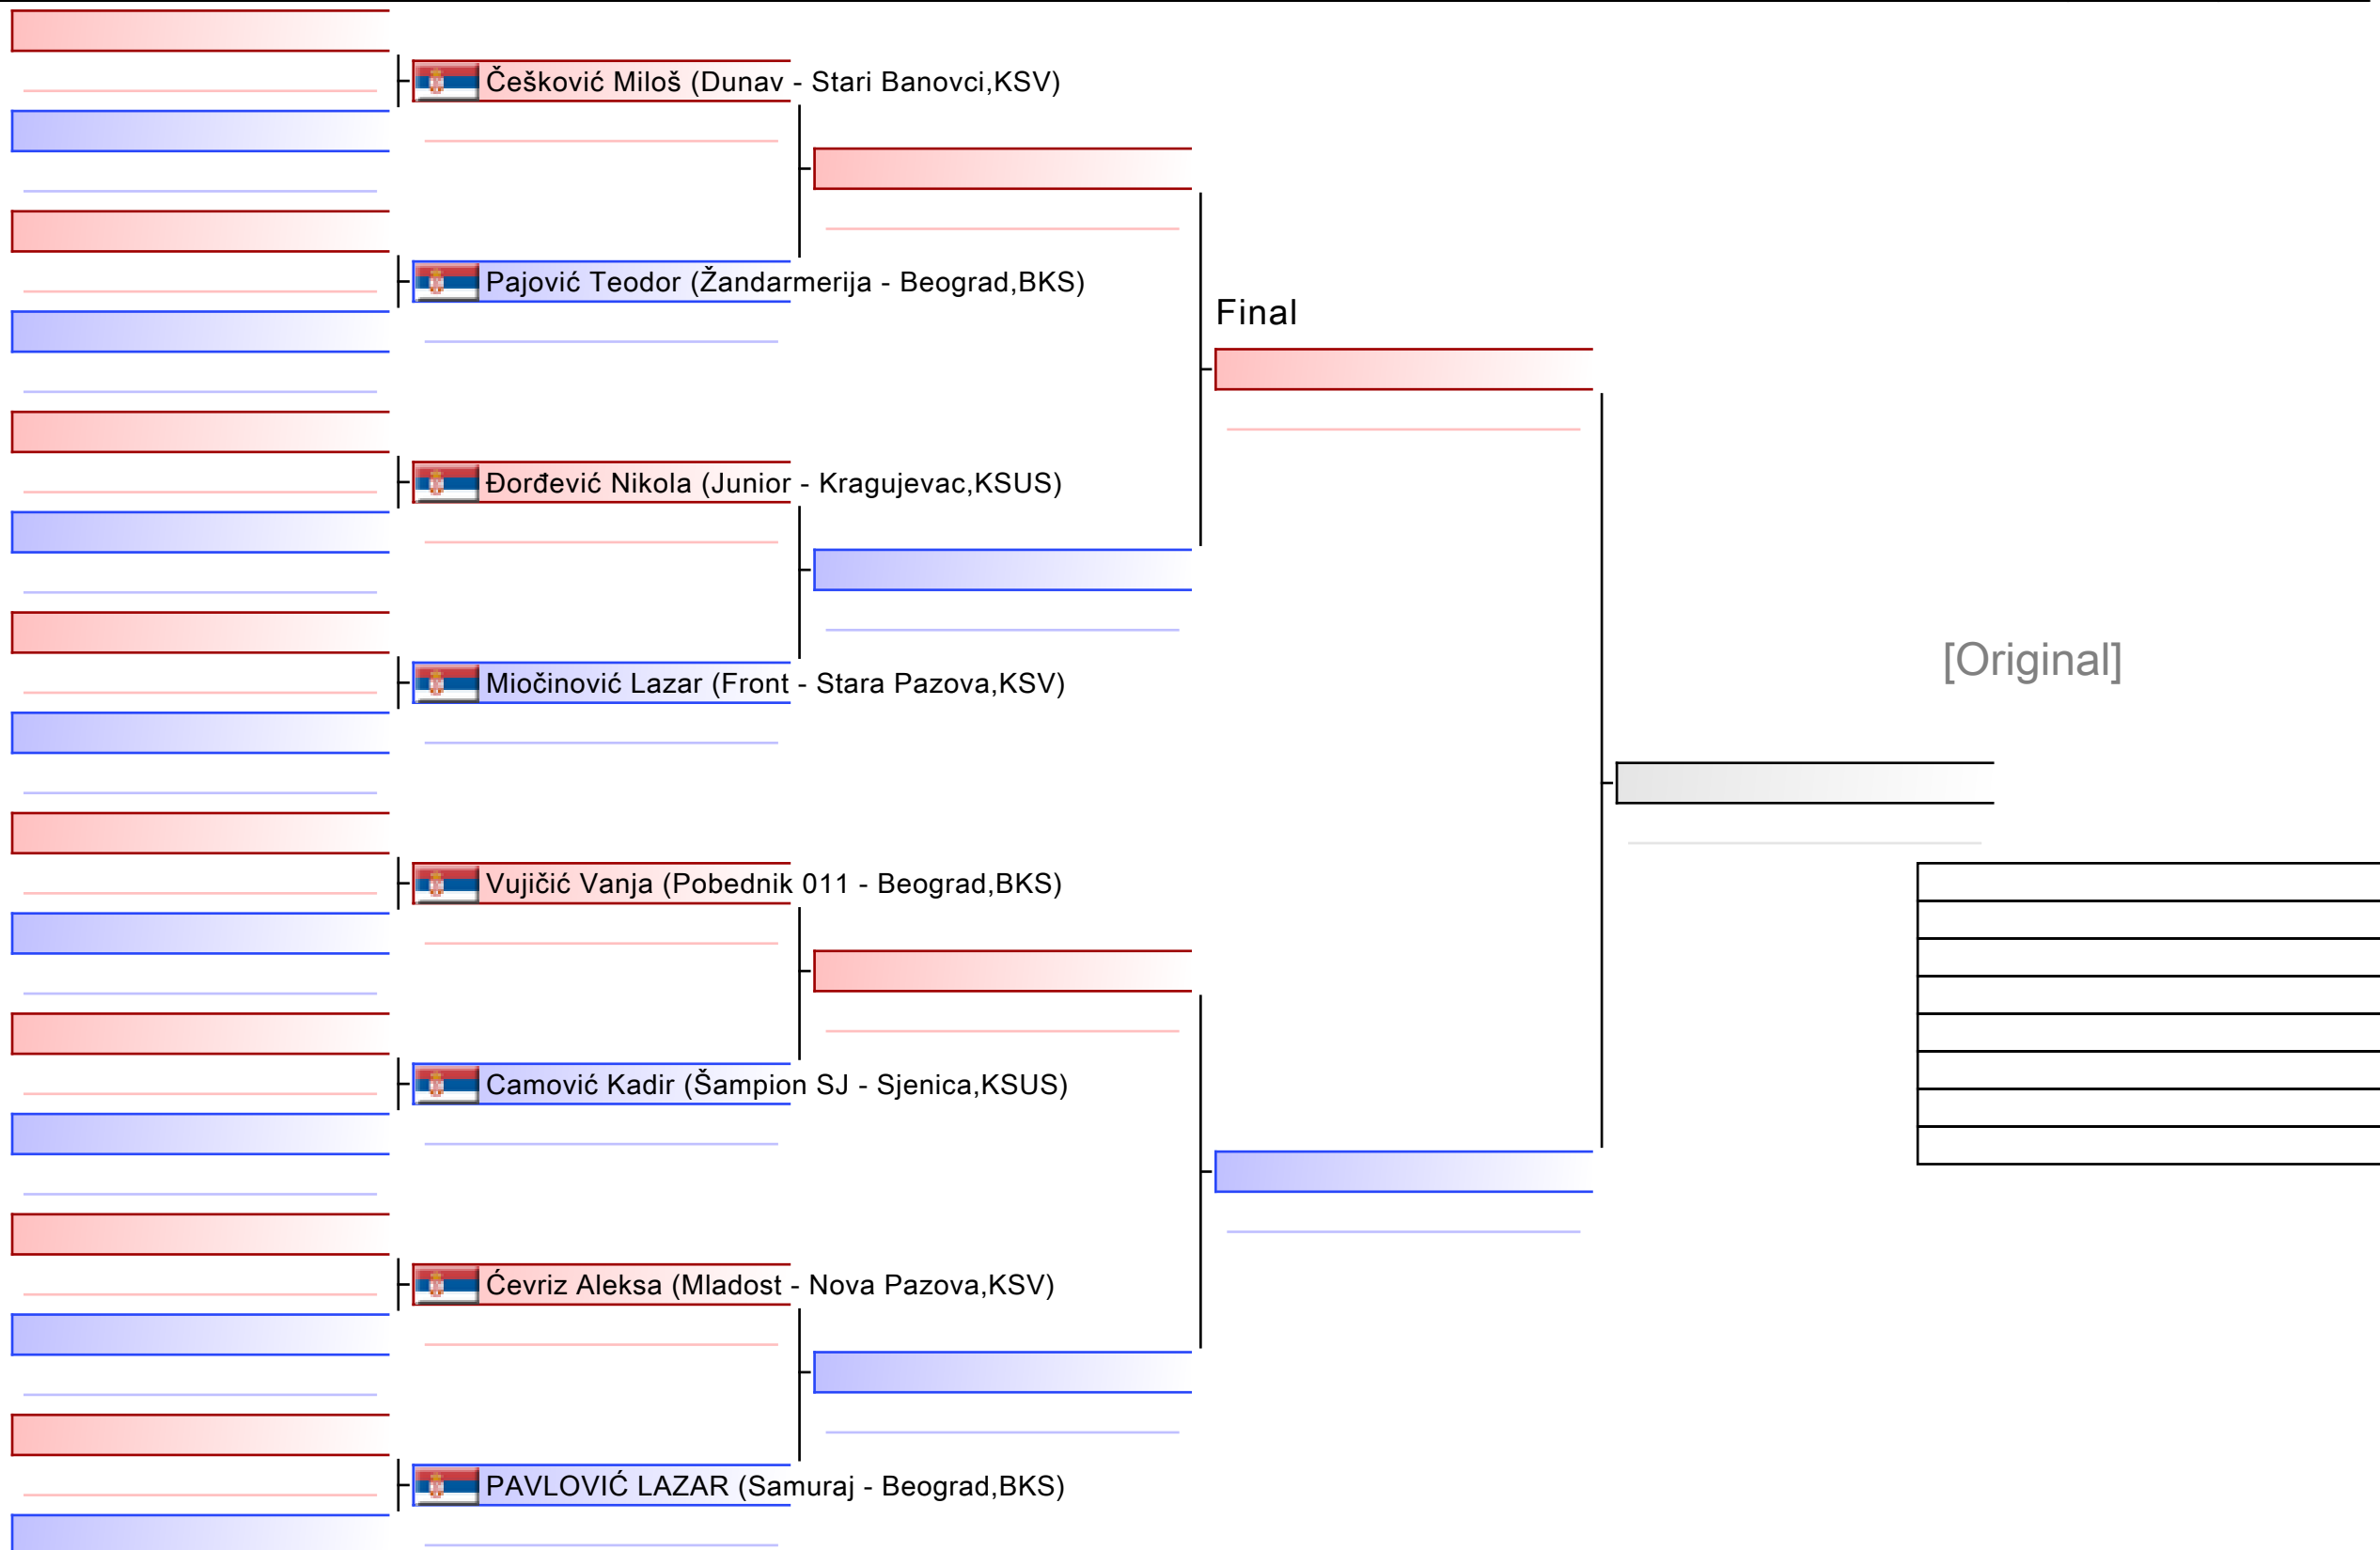 Češković Miloš (Dunav - Stari Banovci,KSV)
Pajović Teodor (Žandarmerija - Beograd,BKS)
Final
Đorđević Nikola (Junior - Kragujevac,KSUS)
[Original]
Miočinović Lazar (Front - Stara Pazova,KSV)
Vujičić Vanja (Pobednik 011 - Beograd,BKS)
Camović Kadir (Šampion SJ - Sjenica,KSUS)
Ćevriz Aleksa (Mladost - Nova Pazova,KSV)
PAVLOVIĆ LAZAR (Samuraj - Beograd,BKS)